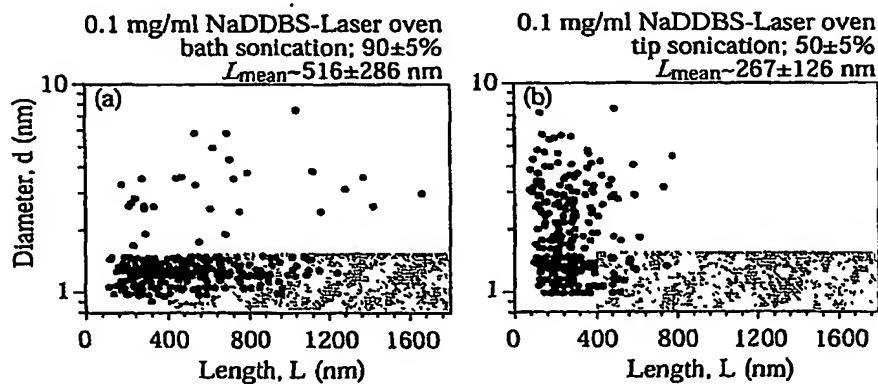 0.1 mg/ml NaDDBS-Laser oven
bath sonication; 90±5%
Lmean~516±286 nm
(a)
10
1
Diameter, d (nm)
0 400 800 1200 1600
Length, L (nm)
0.1 mg/ml NaDDBS-Laser oven
tip sonication; 50±5%
Lmean~267±126 nm
(b)
10
1
0 400 800 1200 1600
Length, L (nm)